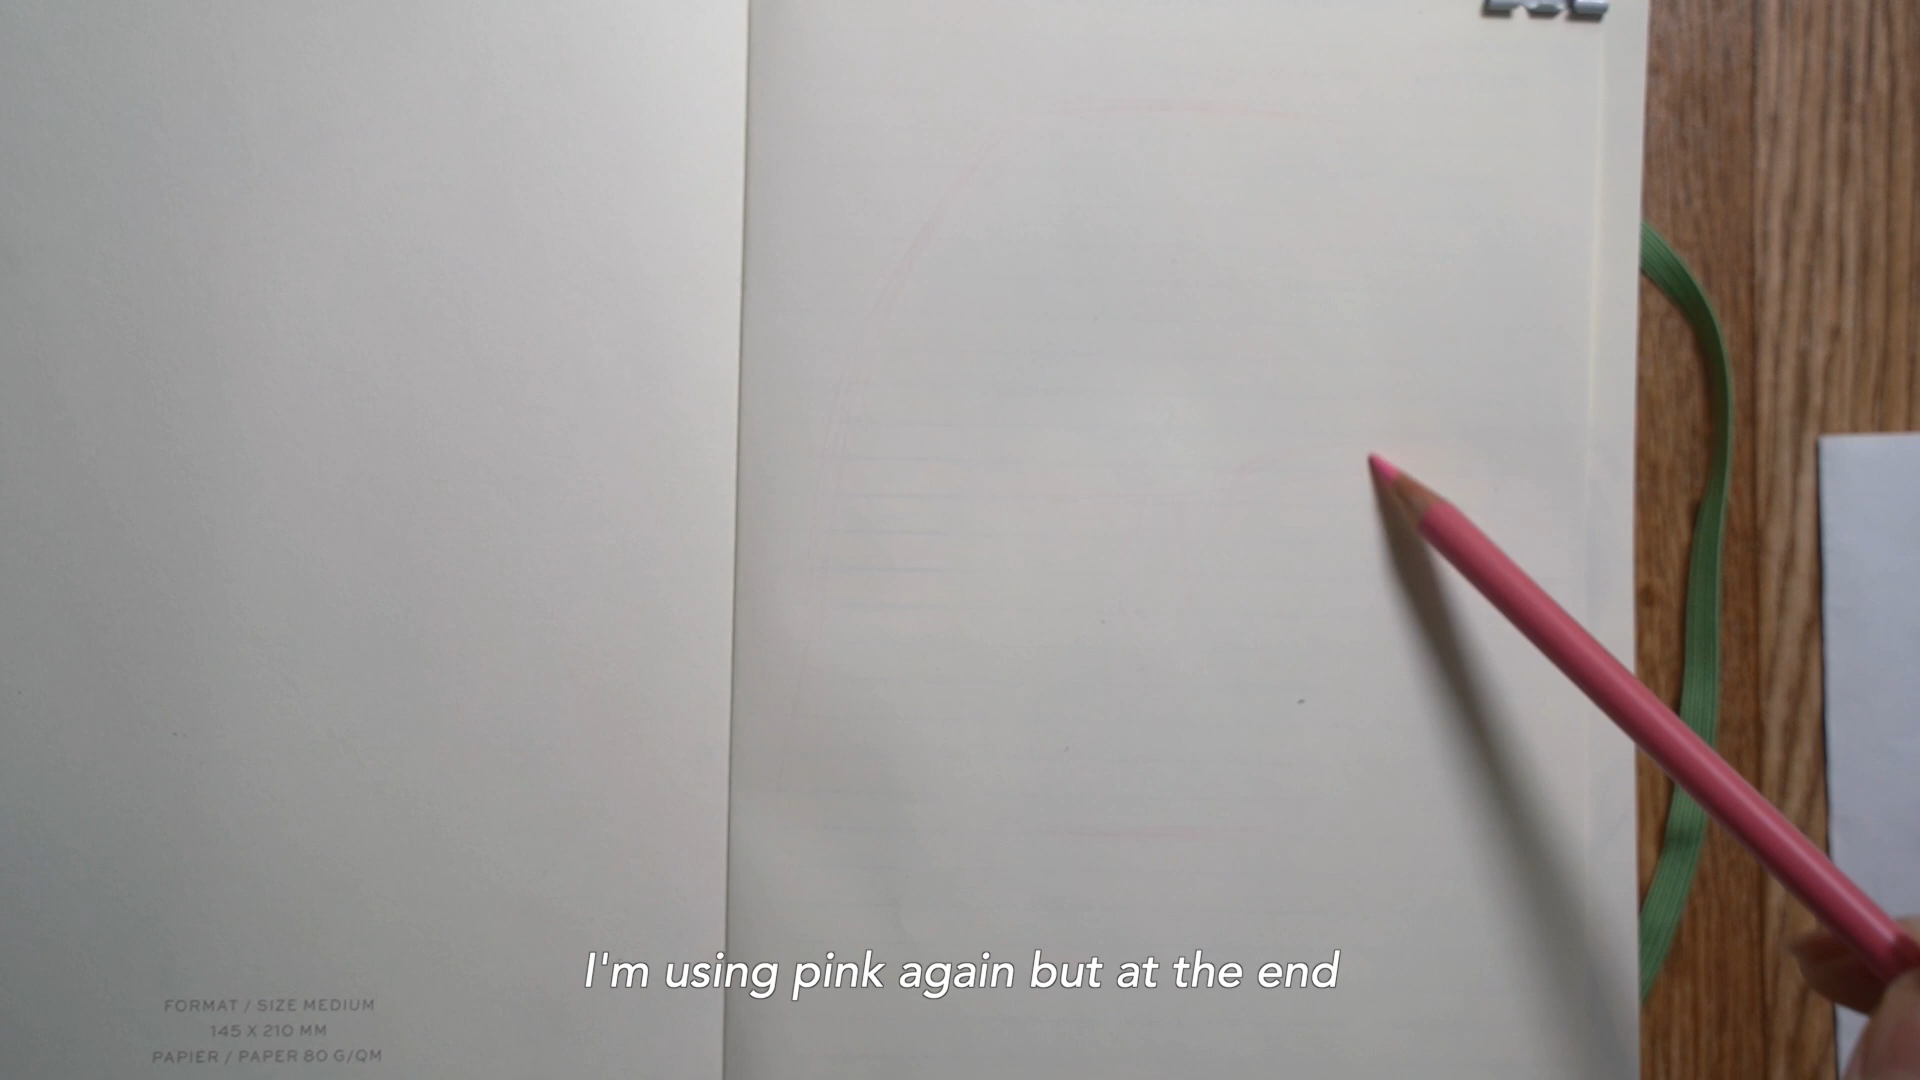 I'm using pink again but at the end
FORMAT / SIZE MEDIUM
145 X 210 MM
PAPIER / PAPER 80 G/QM